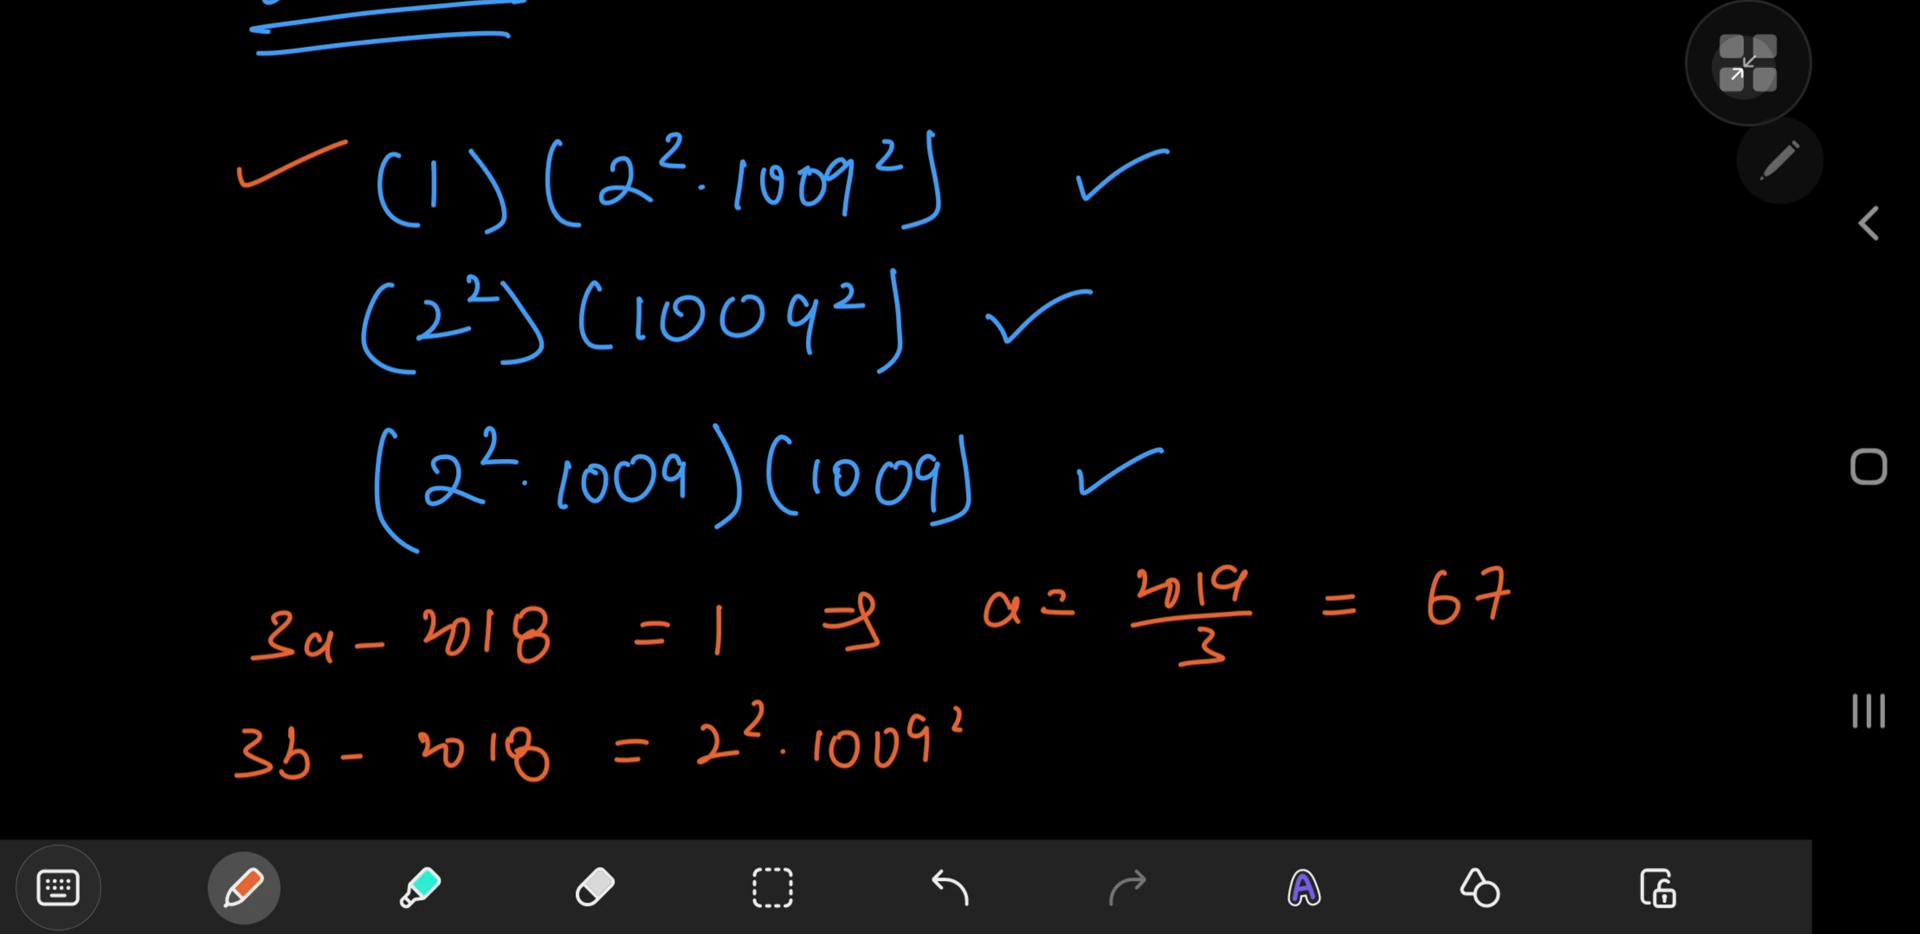 (1) (2² · 1009²) 
(2²) (1009²)
(2² · 1009) (1009)
3a - 2018 = 1 ⇒ a = 2019/3 = 67
3b - 2018 = 2² · 1009²
A